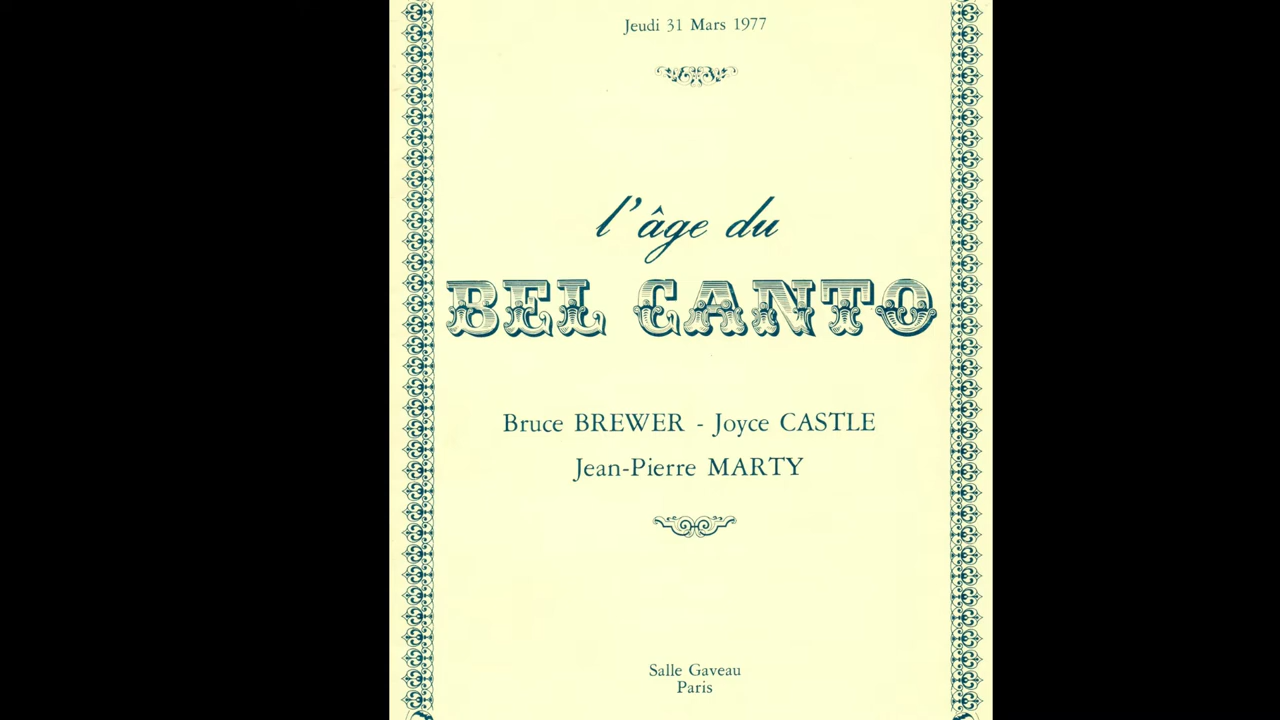 Jeudi 31 Mars 1977
l'âge du
BEL CANTO
Bruce BREWER - Joyce CASTLE
Jean-Pierre MARTY
Salle Gaveau
Paris